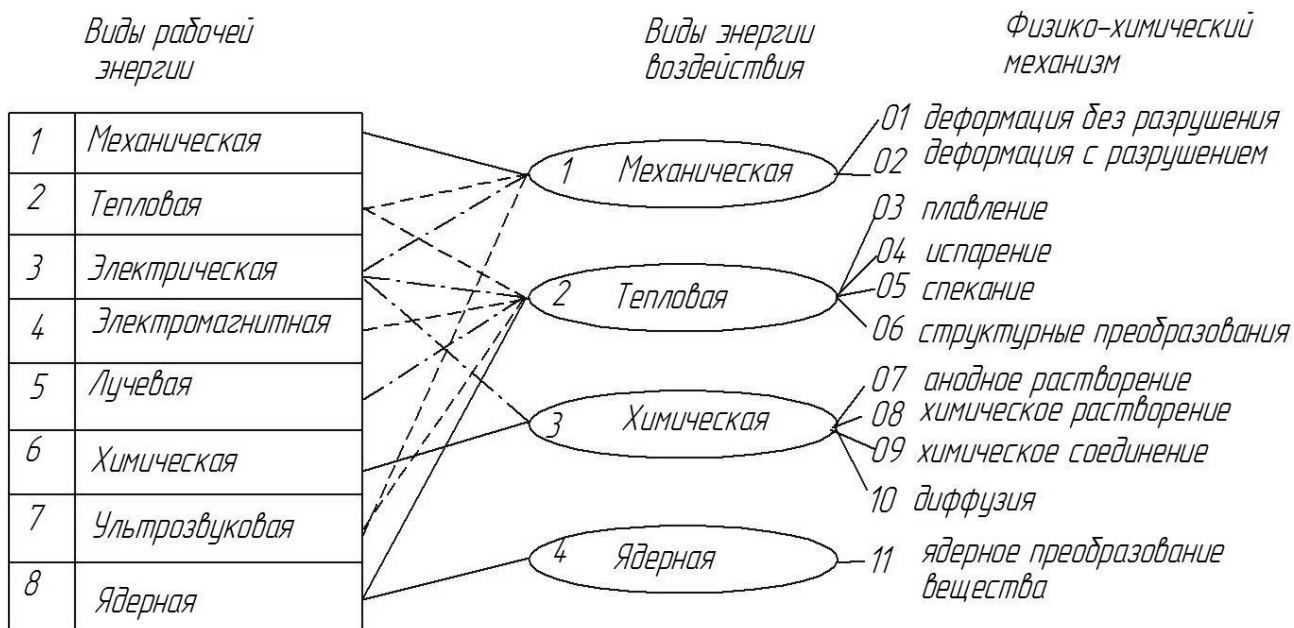 Виды рабочей
энергии
Виды энергии
воздействия
Физико-химический
механизм
1 Механическая
2 Тепловая
3 Электрическая
4 Электромагнитная
5 Лучевая
6 Химическая
7 Ультрозвуковая
8 Ядерная
1 Механическая
2 Тепловая
3 Химическая
4 Ядерная
01 деформация без разрушения
02 деформация с разрушением
03 плавление
04 испарение
05 спекание
06 структурные преобразования
07 анодное растворение
08 химическое растворение
09 химическое соединение
10 диффузия
11 ядерное преобразование
вещества